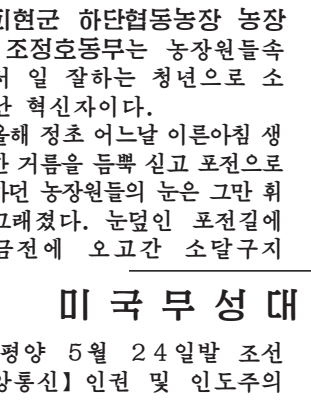 회현군 하단협동농장 농장
조정호동무는 농장원들속
서 일 잘하는 청년으로 소
난 혁신자이다.
올해 정초 어느날 이른아침 생
한 거름을 듬뿍 싣고 포전으로
가던 농장원들의 눈은 그만 휘
그래졌다. 눈덮인 포전길에
금전에 오고간 소달구지
미국무성대
평양 5월 24일발 조선
앙통신】인권 및 인도주의